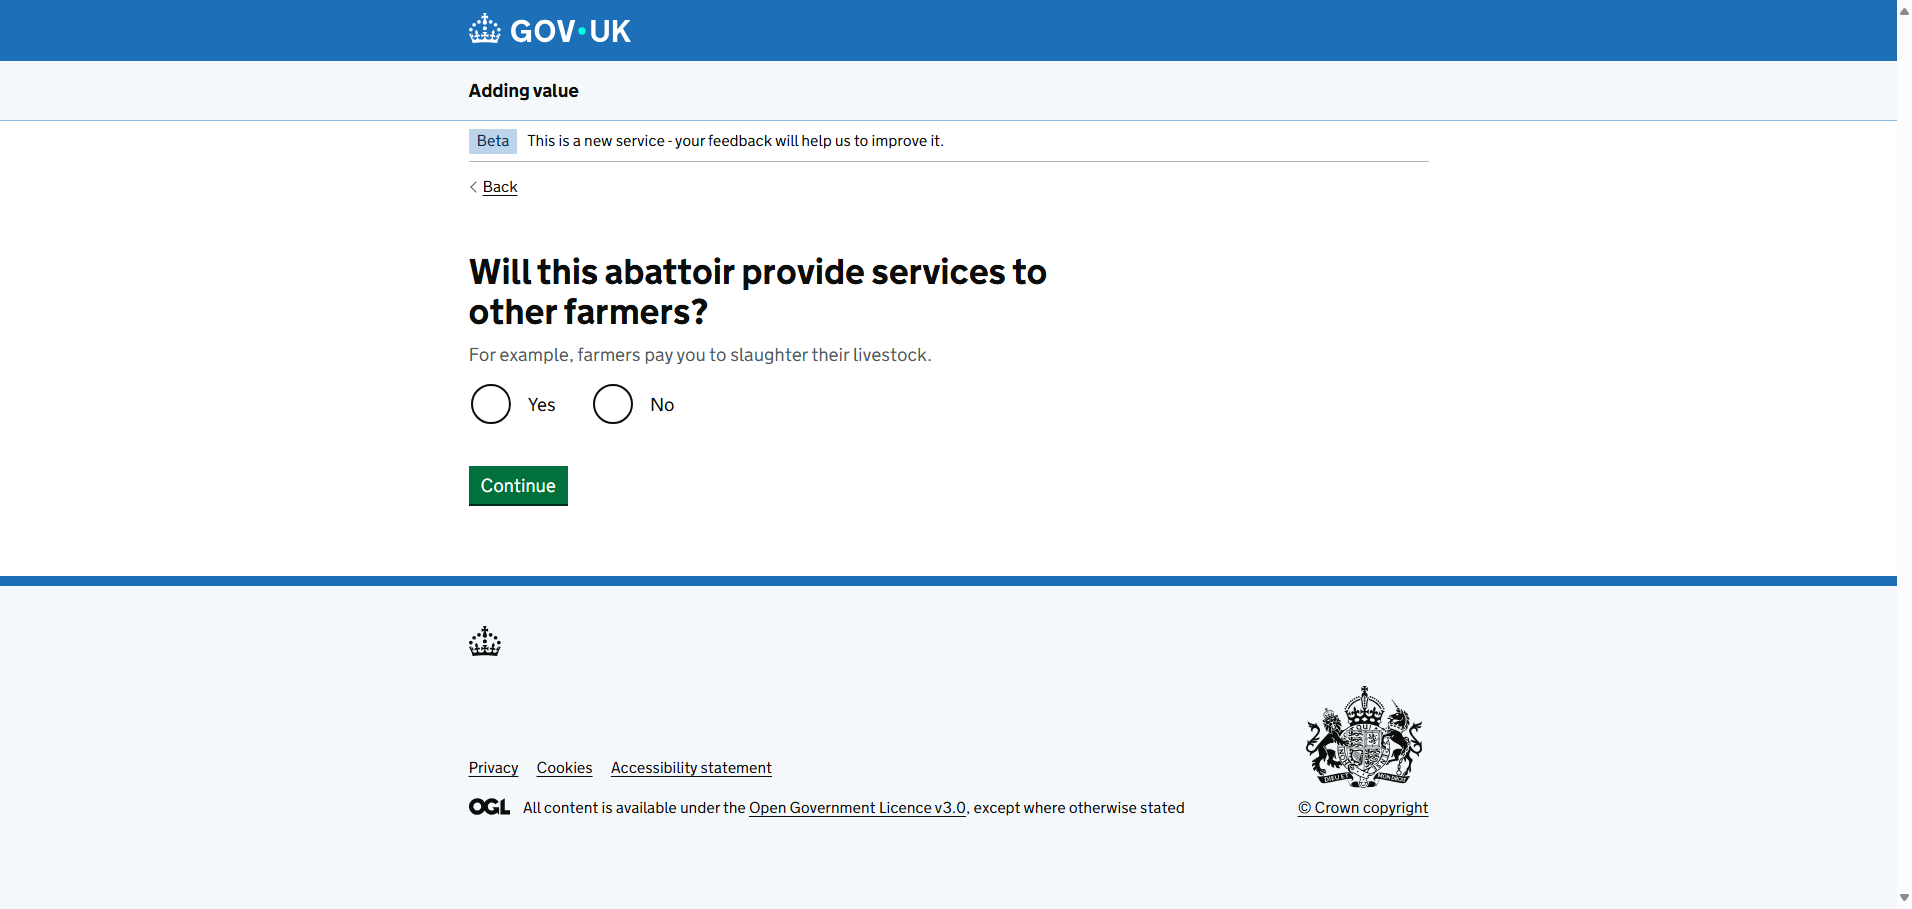 GOV·UK
Adding value
Beta This is a new service - your feedback will help us to improve it.
Back
Will this abattoir provide services to
other farmers?
For example, farmers pay you to slaughter their livestock.
Yes No
Continue
Privacy Cookies Accessibility statement
OGL All content is available under the Open Government Licence v3.0, except where otherwise stated
© Crown copyright